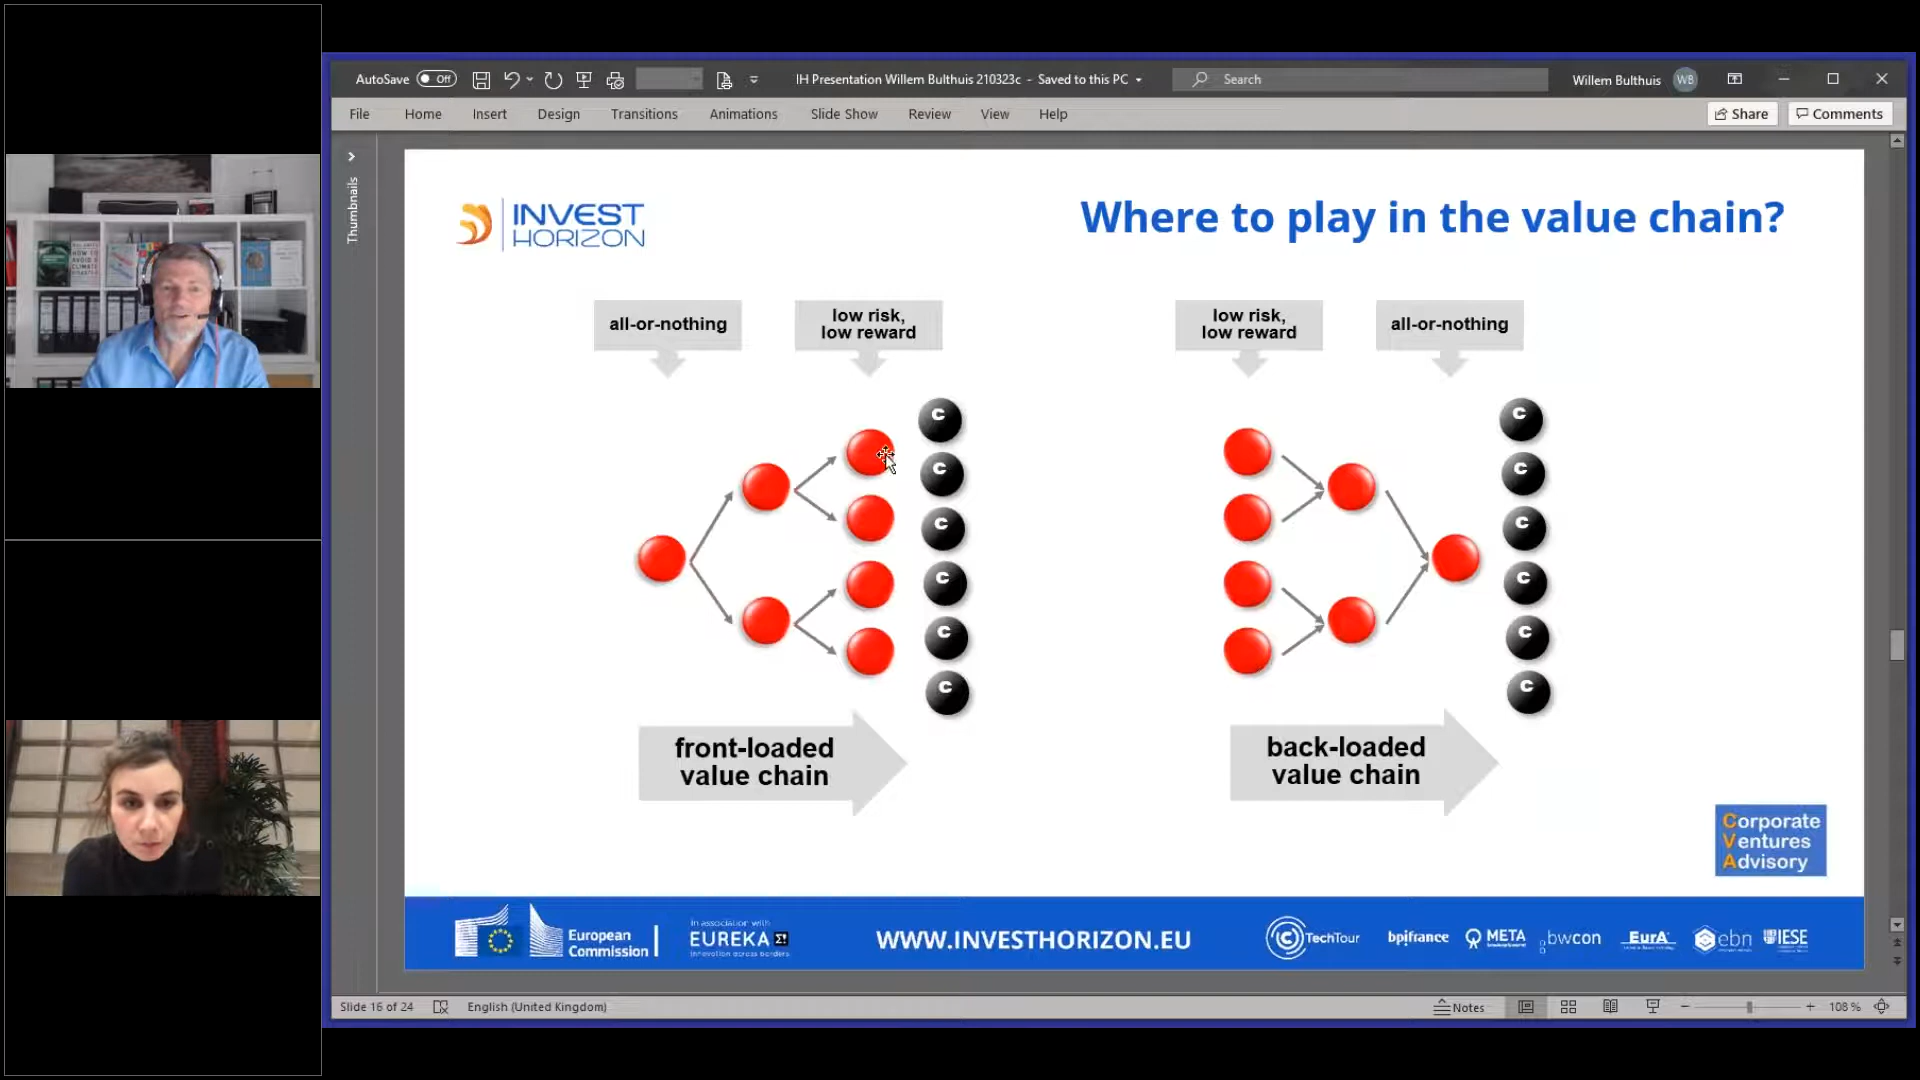 AutoSave Off
IH Presentation Willem Bulthuis 210323c - Saved to this PC
Search
Willem Bulthuis WB
File Home Insert Design Transitions Animations Slide Show Review View Help
Share Comments
Thumbnails
INVEST
HORIZON
Where to play in the value chain?
all-or-nothing
low risk,
low reward
low risk,
low reward
all-or-nothing
C
C
C
C
C
C
C
C
C
C
C
C
front-loaded
value chain
back-loaded
value chain
Corporate
Ventures
Advisory
European
Commission
In association with
EUREKA Σ!
innovation across borders
WWW.INVESTHORIZON.EU
TechTour
bpifrance
META
bwcon
EurA
ebn
IESE
Slide 16 of 24 English (United Kingdom)
Notes
108 %